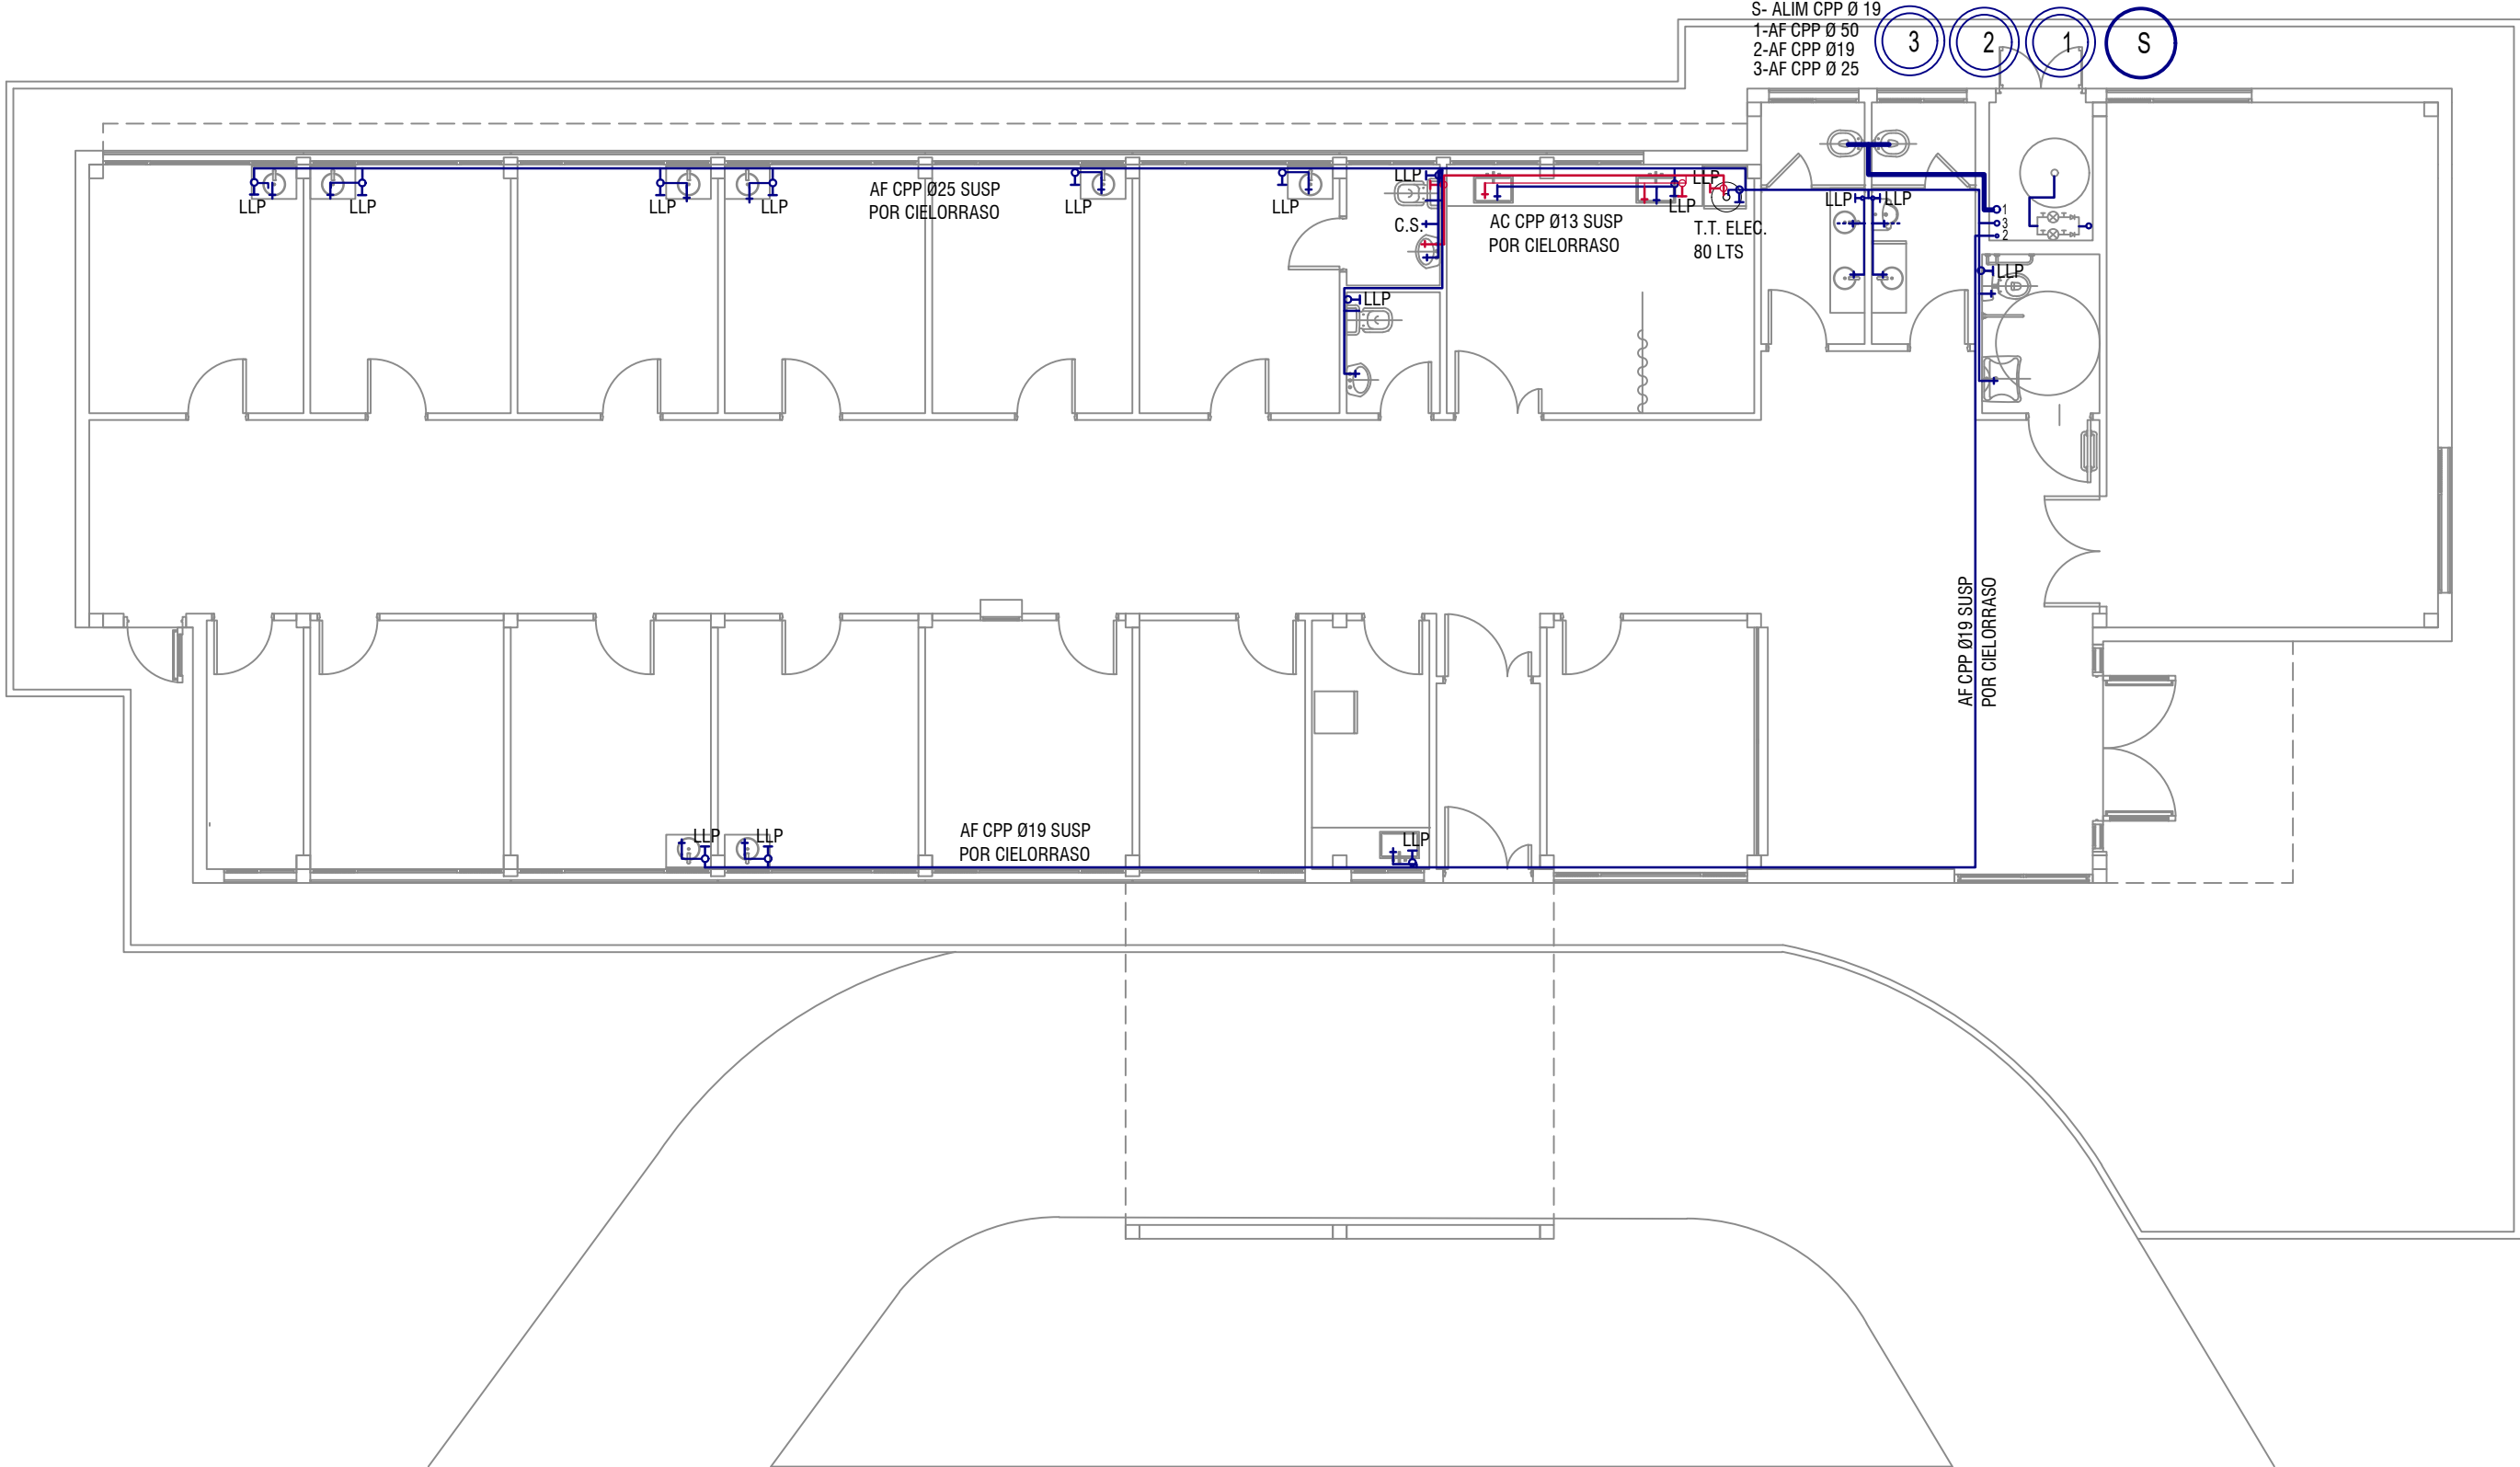 S- ALIM CPP Ø 19
1-AF CPP Ø 50
2-AF CPP Ø19
3-AF CPP Ø 25
3
2
1
S
LLP
LLP
LLP
LLP
AF CPP Ø25 SUSP
POR CIELORRASO
LLP
LLP
LLP
C.S.
LLP
AC CPP Ø13 SUSP
POR CIELORRASO
LLP
LLP
T.T. ELEC.
80 LTS
LLP
LLP
1
3
2
LLP
AF CPP Ø19 SUSP
POR CIELORRASO
LLP
LLP
AF CPP Ø19 SUSP
POR CIELORRASO
LLP